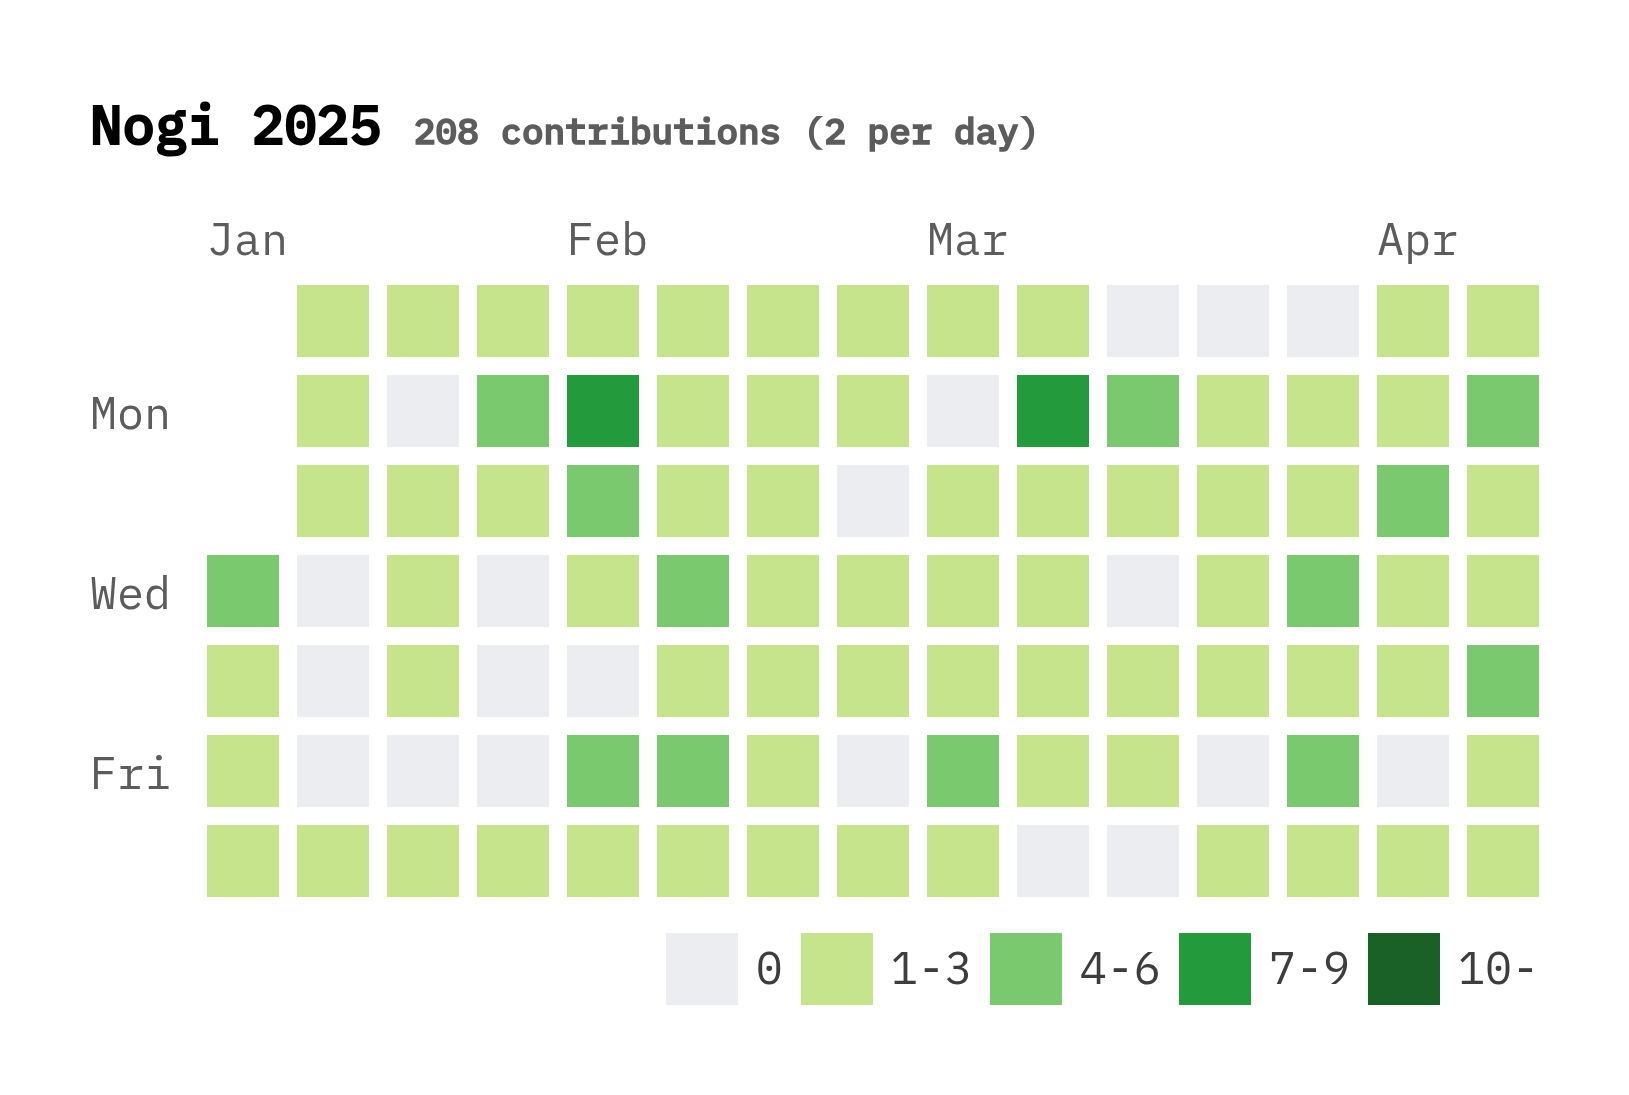 Nogi 2025 208 contributions (2 per day)
Jan Feb Mar Apr
Mon
Wed
Fri
0 1-3 4-6 7-9 10-